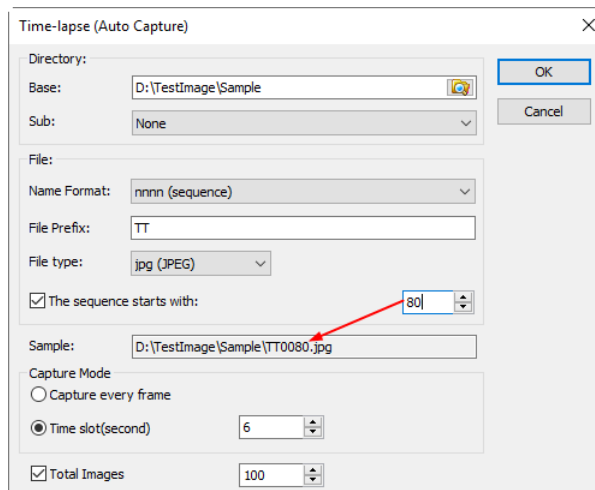 Time-lapse (Auto Capture)
Directory:
Base: D:\TestImage\Sample
Sub: None
File:
Name Format: nnnn (sequence)
File Prefix: TT
File type: jpg (JPEG)
The sequence starts with: 80
Sample: D:\TestImage\Sample\TT0080.jpg
Capture Mode
Capture every frame
Time slot(second) 6
Total Images 100
OK
Cancel